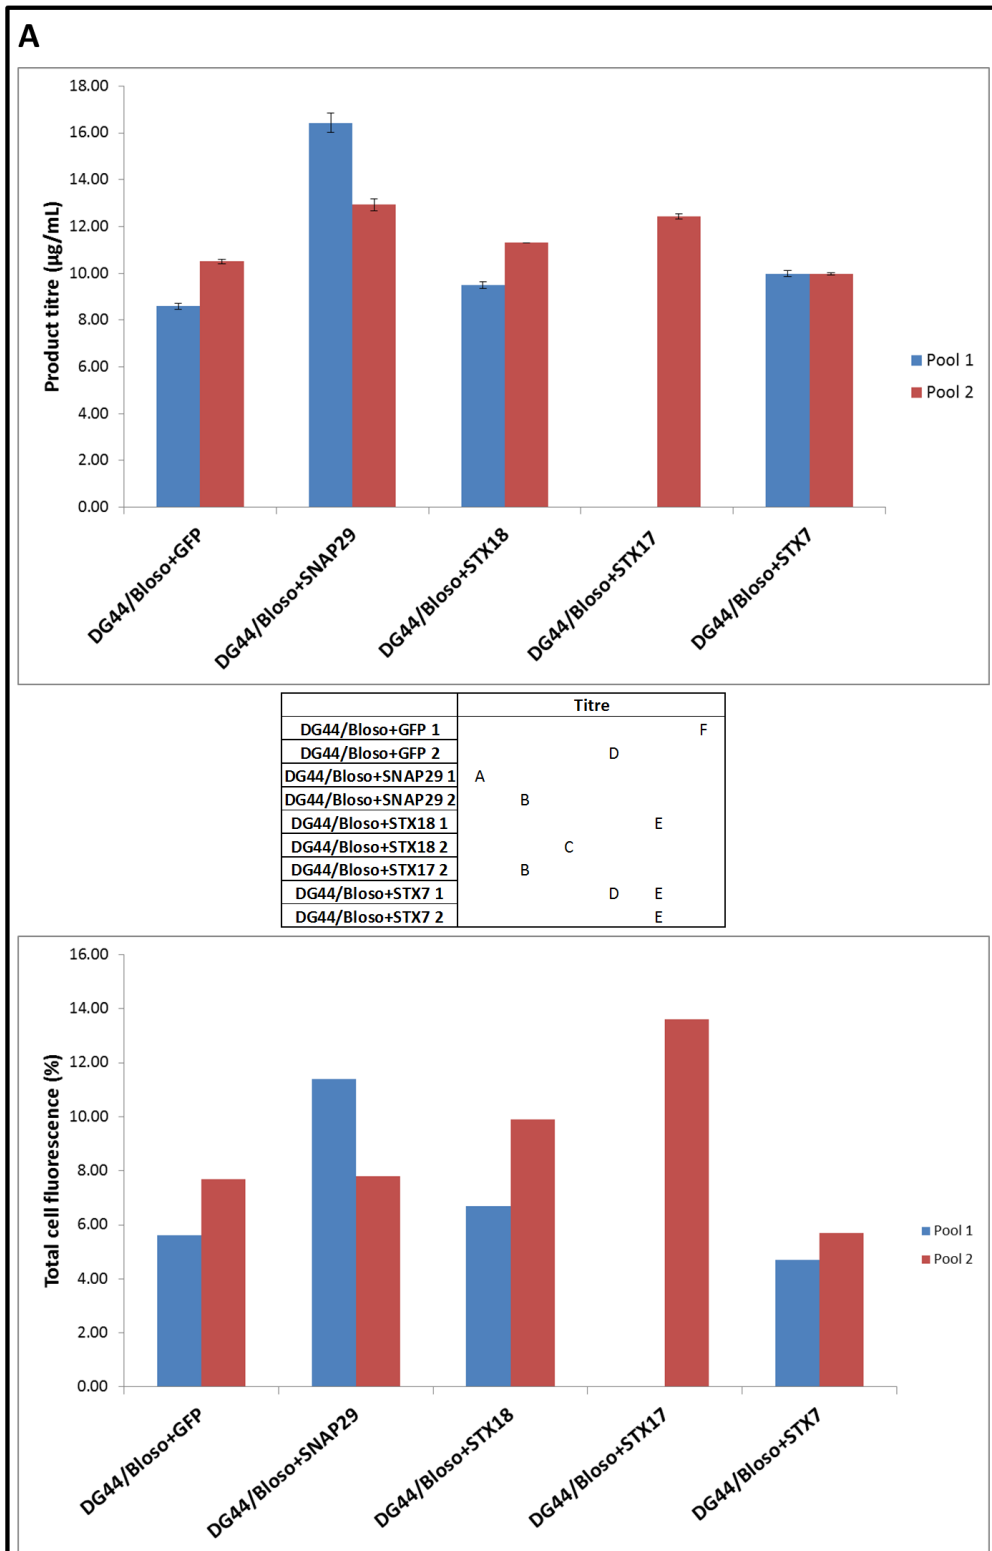 A
18.00
16.00
14.00
12.00
10.00
8.00
6.00
4.00
2.00
0.00
Product titre (µg/mL)
DG44/Bloso+GFP
DG44/Bloso+SNAP29
DG44/Bloso+STX18
DG44/Bloso+STX17
DG44/Bloso+STX7
Pool 1
Pool 2
Titre
DG44/Bloso+GFP 1 F
DG44/Bloso+GFP 2 D
DG44/Bloso+SNAP29 1 A
DG44/Bloso+SNAP29 2 B
DG44/Bloso+STX18 1 E
DG44/Bloso+STX18 2 C
DG44/Bloso+STX17 2 B
DG44/Bloso+STX7 1 D E
DG44/Bloso+STX7 2 E
16.00
14.00
12.00
10.00
8.00
6.00
4.00
2.00
0.00
Total cell fluorescence (%)
DG44/Bloso+GFP
DG44/Bloso+SNAP29
DG44/Bloso+STX18
DG44/Bloso+STX17
DG44/Bloso+STX7
Pool 1
Pool 2